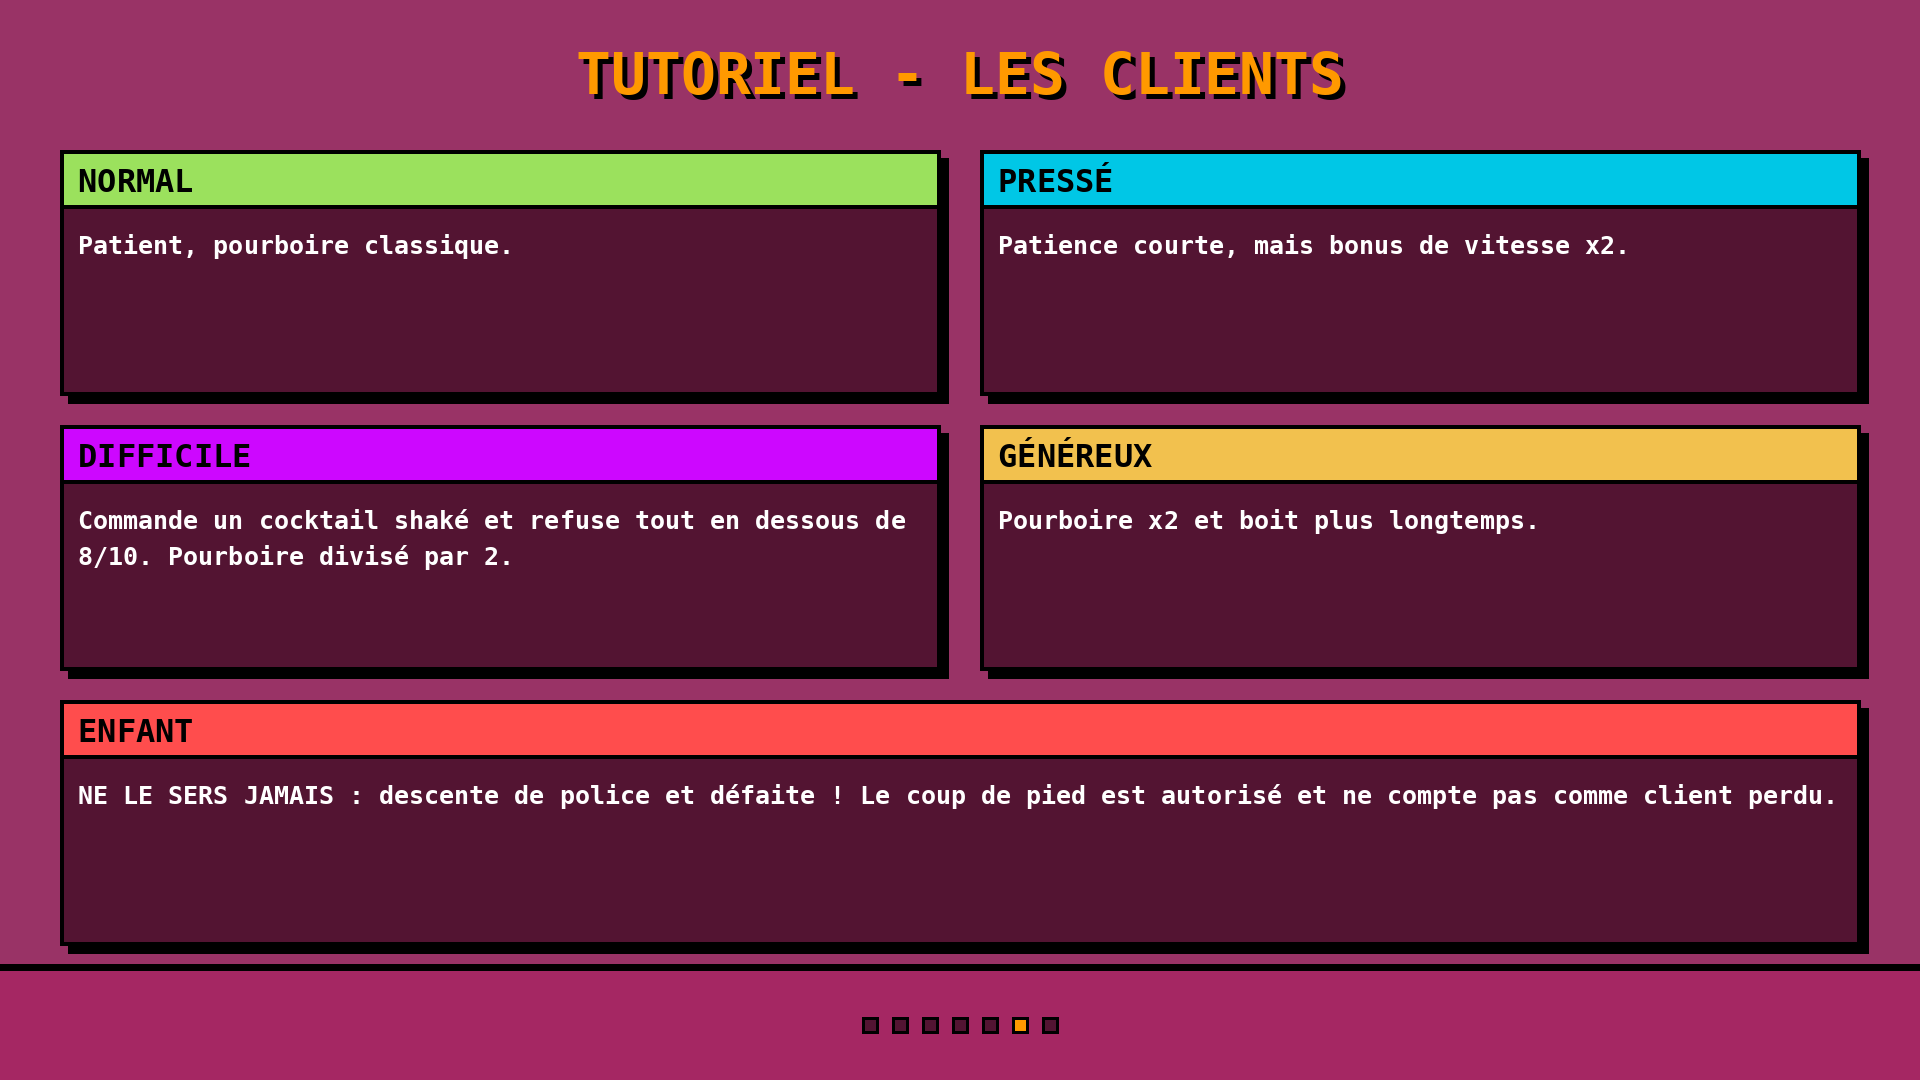 TUTORIEL - LES CLIENTS
NORMAL
Patient, pourboire classique.
PRESSÉ
Patience courte, mais bonus de vitesse x2.
DIFFICILE
Commande un cocktail shaké et refuse tout en dessous de
8/10. Pourboire divisé par 2.
GÉNÉREUX
Pourboire x2 et boit plus longtemps.
ENFANT
NE LE SERS JAMAIS : descente de police et défaite ! Le coup de pied est autorisé et ne compte pas comme client perdu.